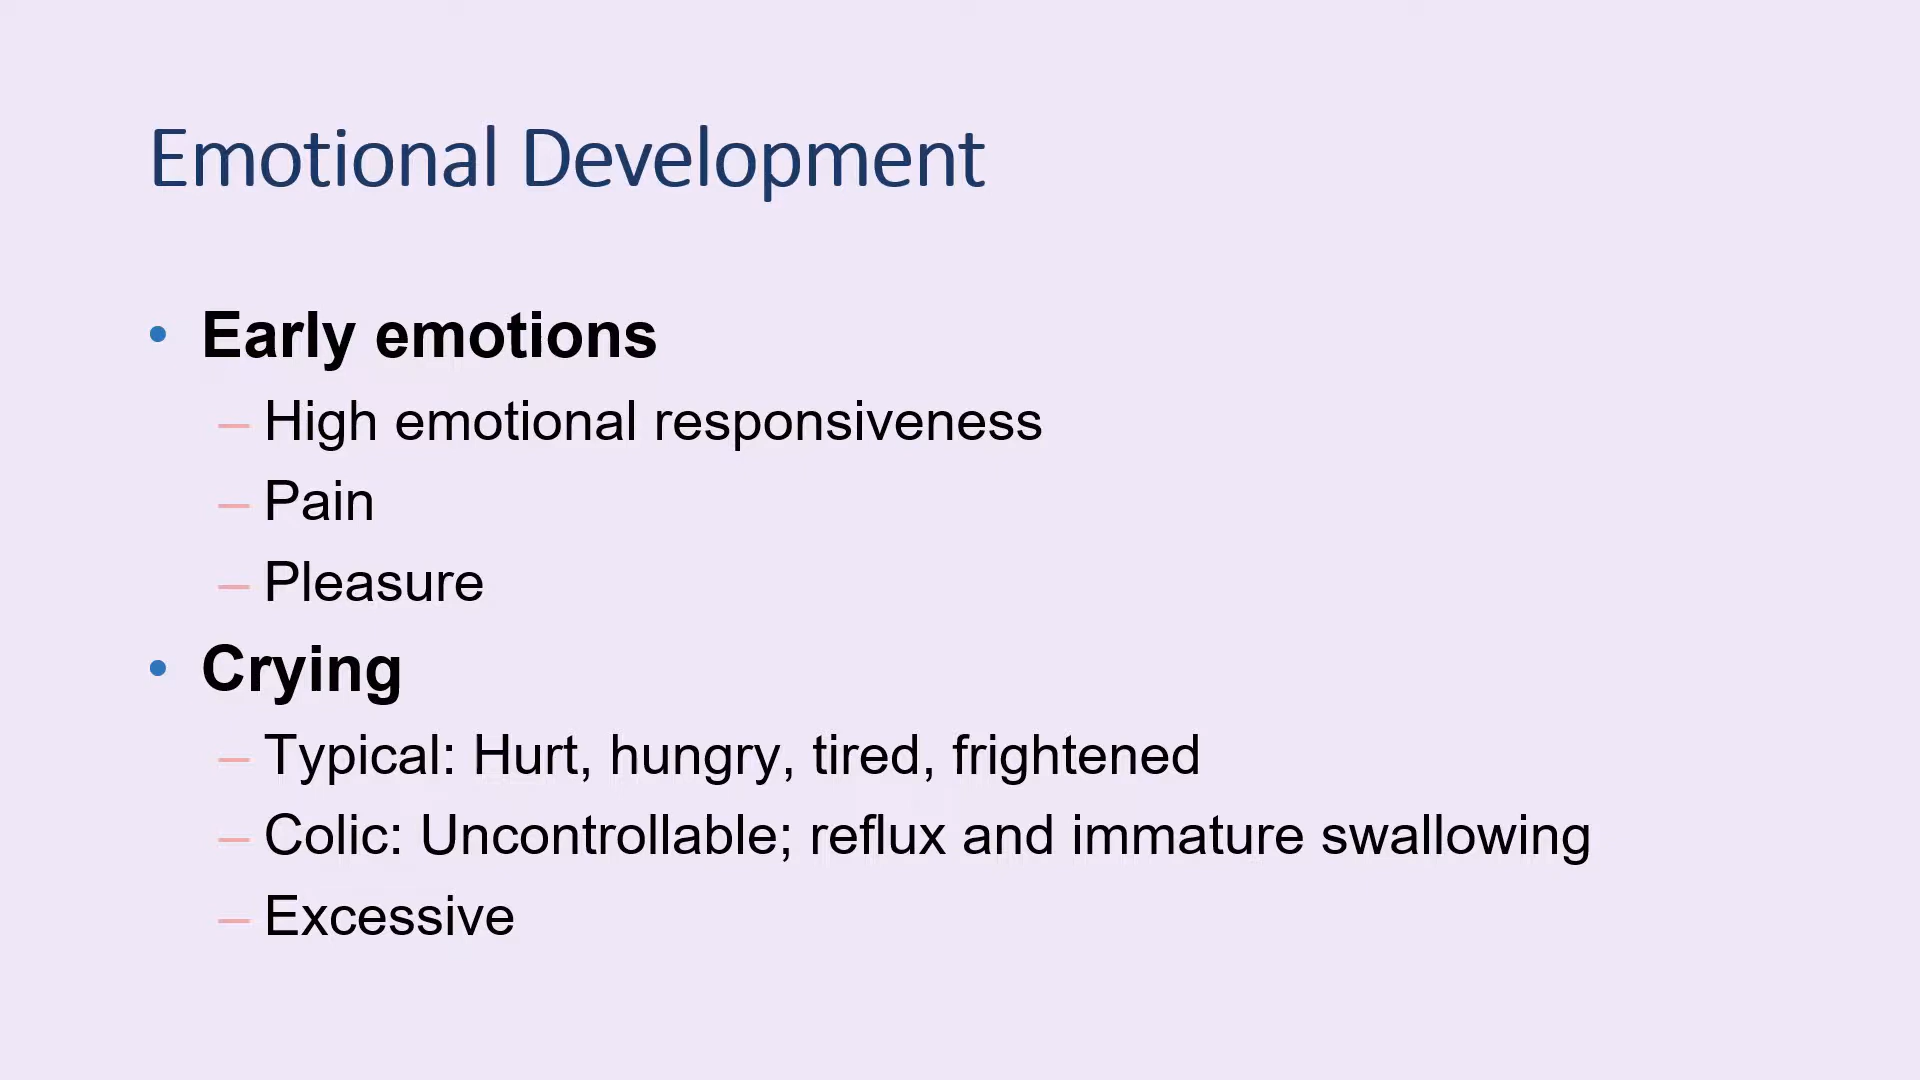 Emotional Development
• Early emotions
– High emotional responsiveness
– Pain
– Pleasure
• Crying
– Typical: Hurt, hungry, tired, frightened
– Colic: Uncontrollable; reflux and immature swallowing
– Excessive